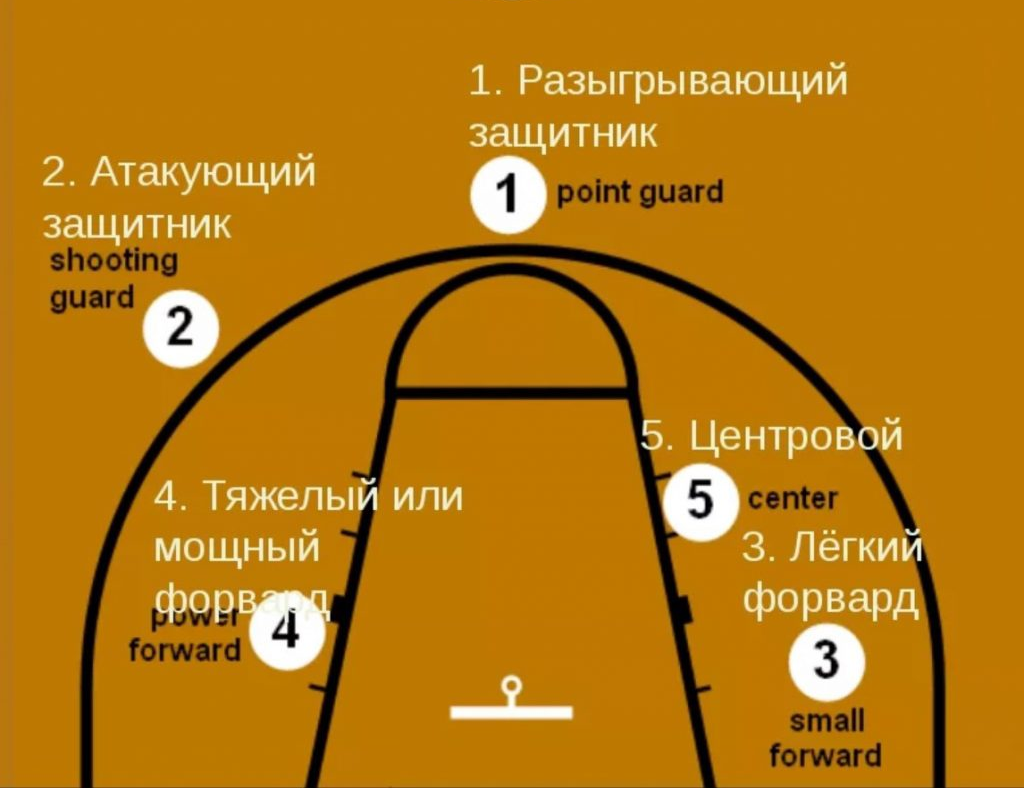 1. Разыгрывающий
защитник
1
point guard
2. Атакующий
защитник
shooting
guard
2
5. Центровой
5
center
4. Тяжелый или
мощный
форвард
power
forward
4
3. Лёгкий
форвард
3
small
forward